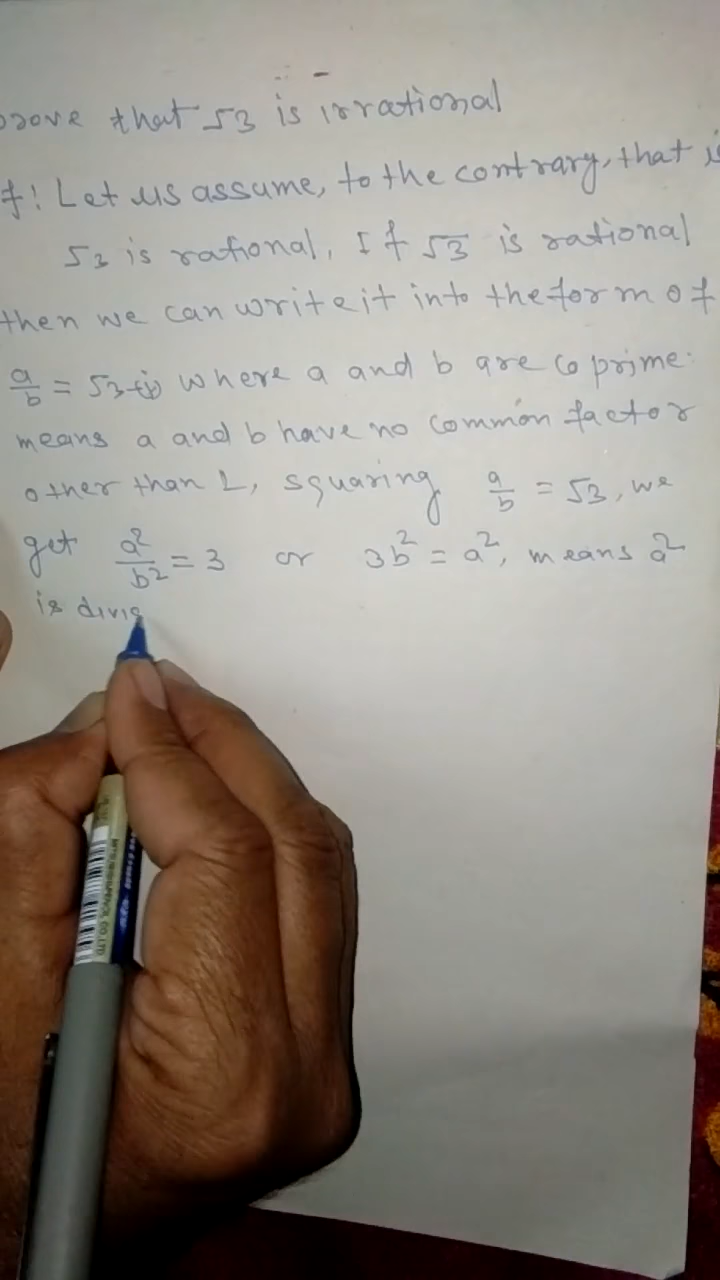 prove that √3 is irrational
f: Let us assume, to the contrary, that is
√3 is rational. If √3 is rational
then we can write it into the form of
a/b = √3-(i) where a and b are coprime.
means a and b have no common factor
other than 1, squaring a/b = √3, we
get a²/b² = 3 or 3b² = a², means a²
is divis